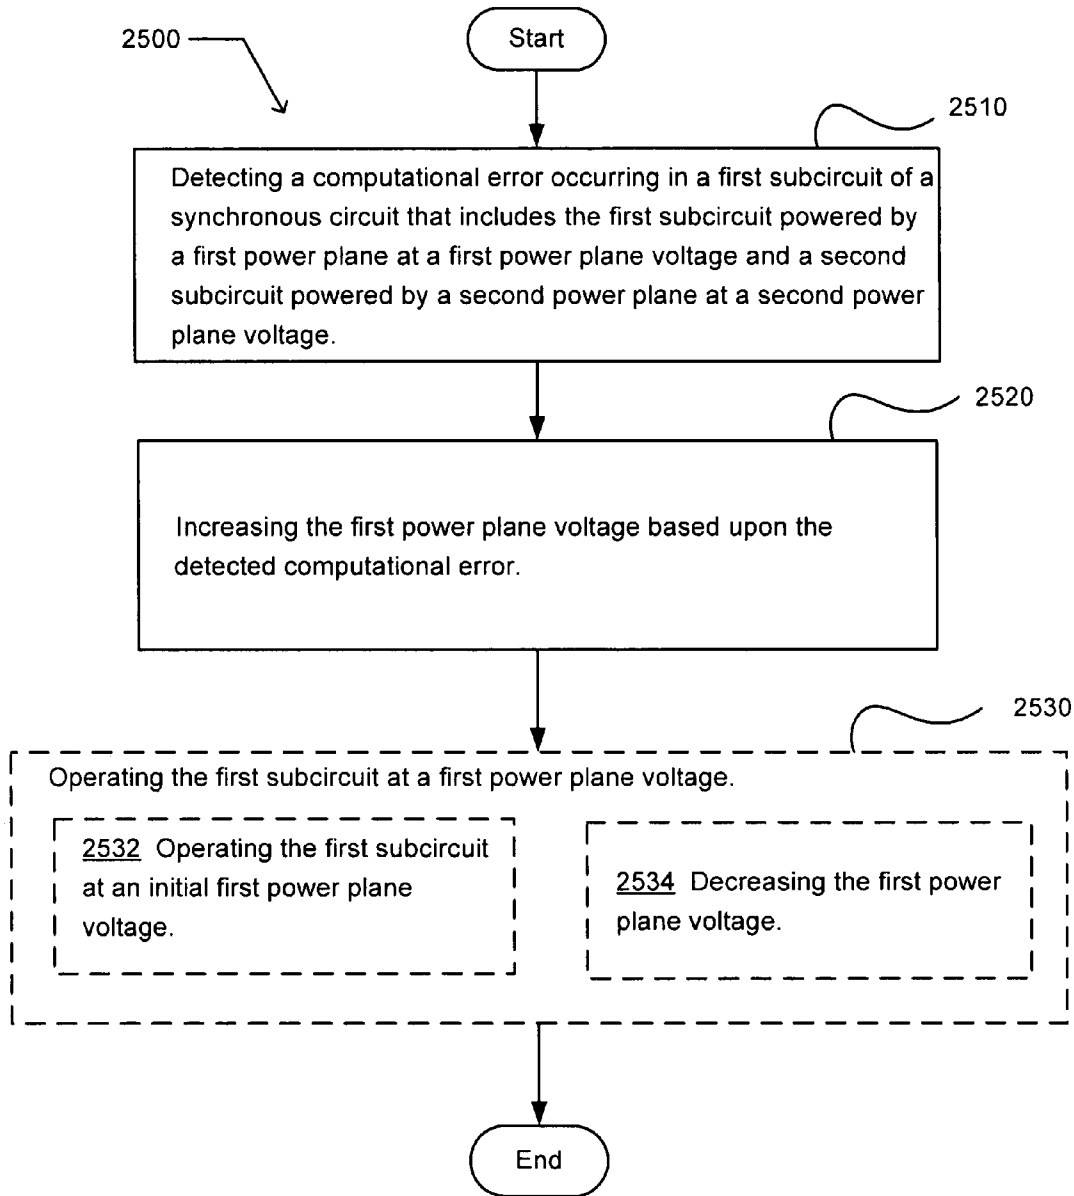 2500
Start
2510
Detecting a computational error occurring in a first subcircuit of a
synchronous circuit that includes the first subcircuit powered by
a first power plane at a first power plane voltage and a second
subcircuit powered by a second power plane at a second power
plane voltage.
2520
Increasing the first power plane voltage based upon the
detected computational error.
2530
Operating the first subcircuit at a first power plane voltage.
2532 Operating the first subcircuit
at an initial first power plane
voltage.
2534 Decreasing the first power
plane voltage.
End